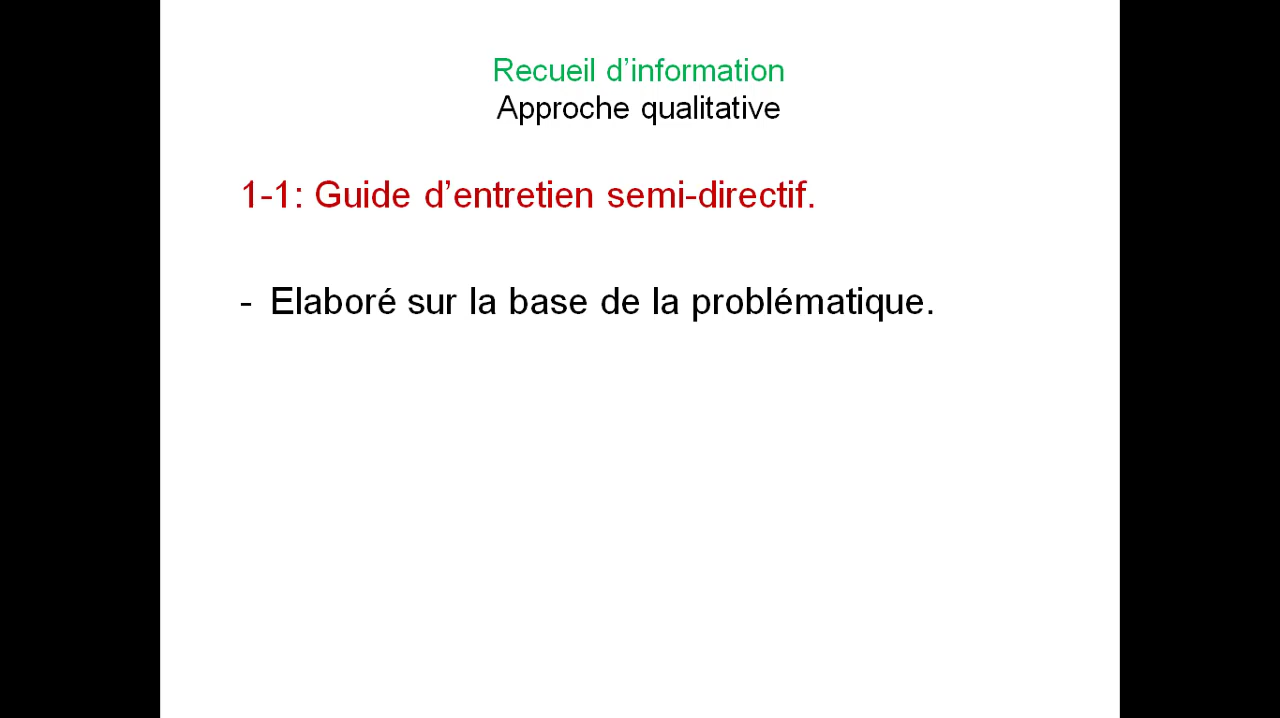 Recueil d’information
Approche qualitative
1-1: Guide d’entretien semi-directif.
- Elaboré sur la base de la problématique.